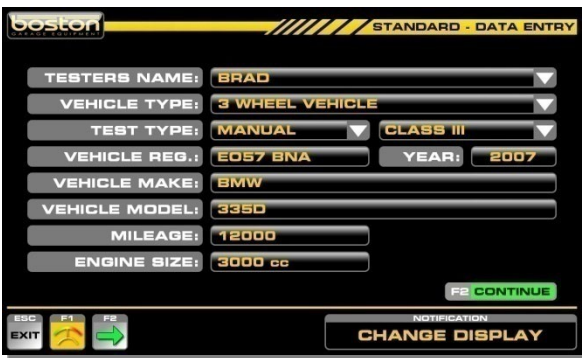 boston
GARAGE EQUIPMENT
STANDARD - DATA ENTRY
TESTERS NAME: BRAD
VEHICLE TYPE: 3 WHEEL VEHICLE
TEST TYPE: MANUAL CLASS III
VEHICLE REG.: EO57 BNA YEAR: 2007
VEHICLE MAKE: BMW
VEHICLE MODEL: 335D
MILEAGE: 12000
ENGINE SIZE: 3000 cc
F2 CONTINUE
ESC F1 F2 NOTIFICATION
EXIT CHANGE DISPLAY